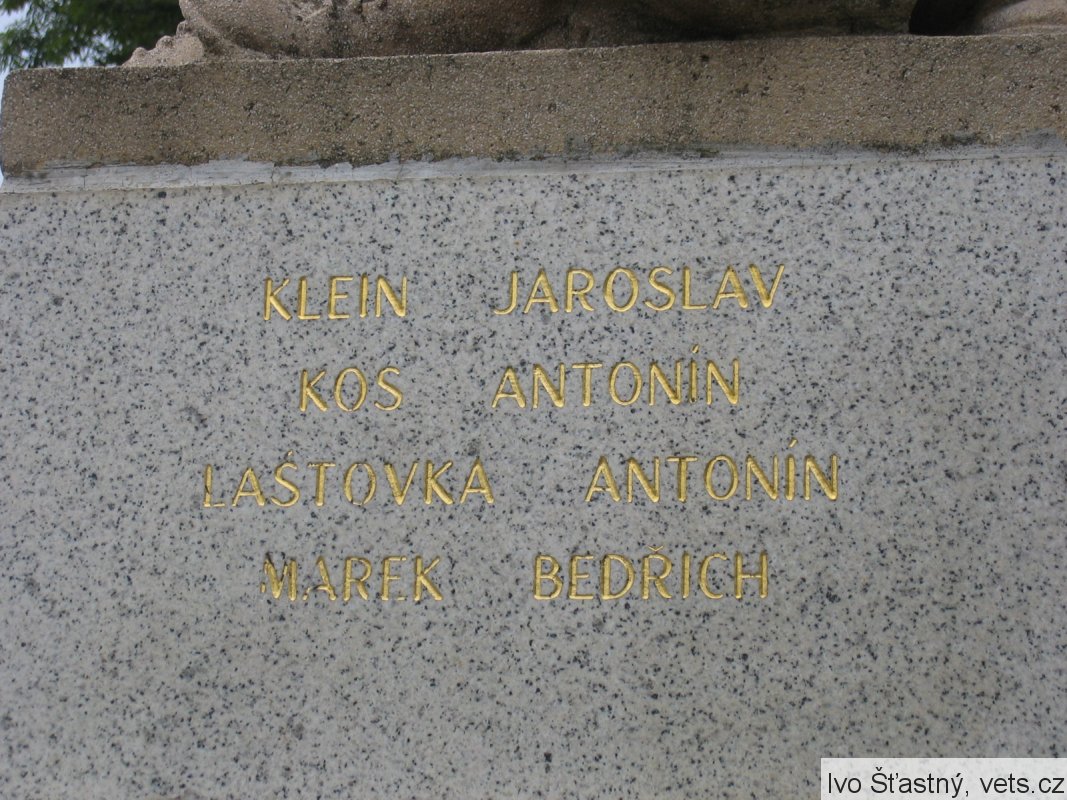 KLEIN JAROSLAV
KOS ANTONÍN
LAŠTOVKA ANTONÍN
MAREK BEDŘICH
Ivo Šťastný, vets.cz